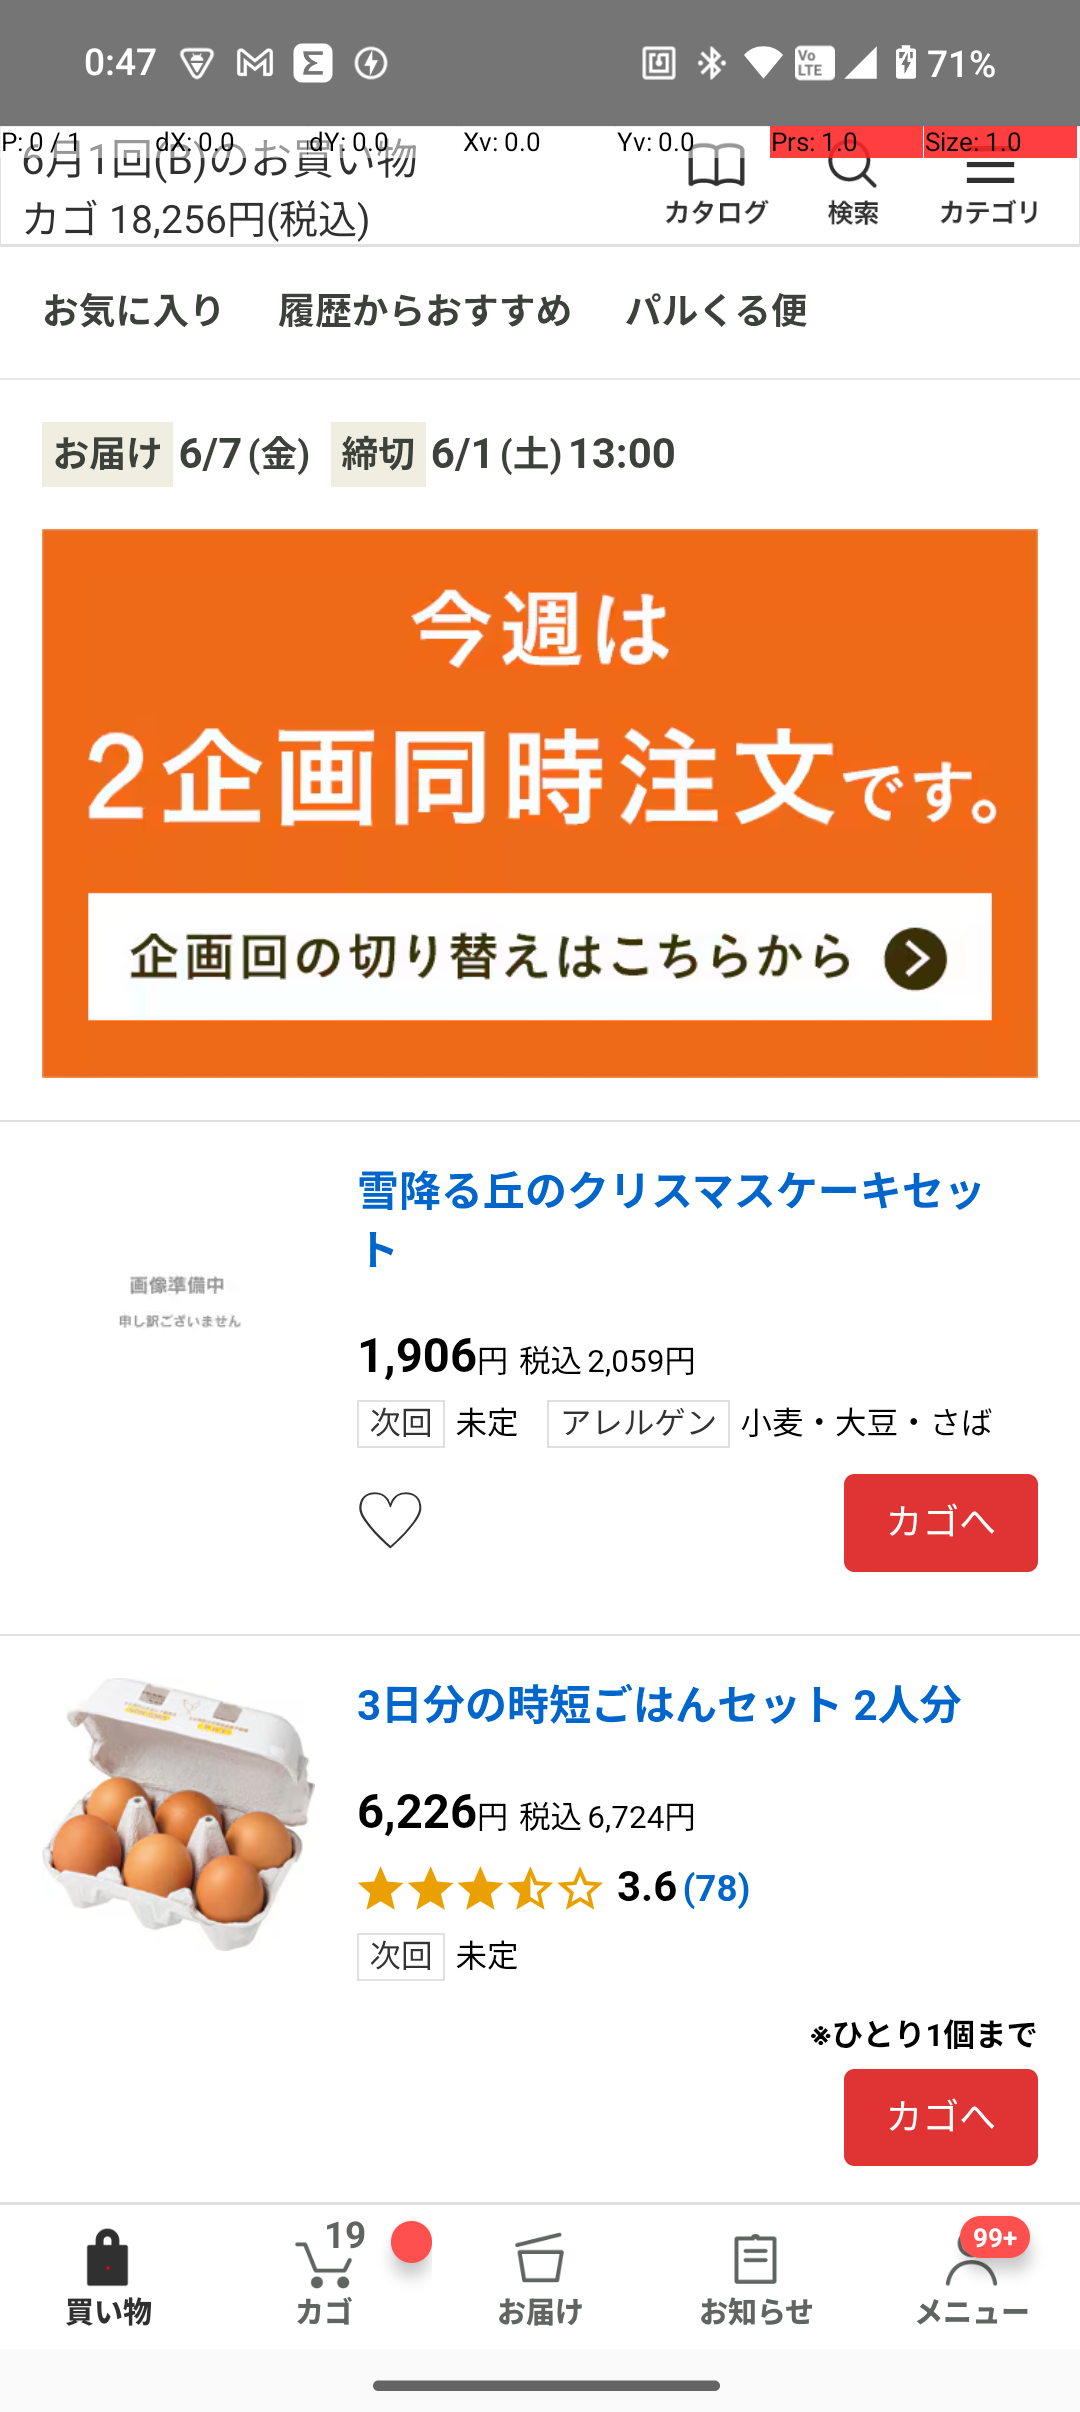 0:47 71%
P: 0 / 1 dX: 0.0 dY: 0.0 Xv: 0.0 Yv: 0.0 Prs: 1.0 Size: 1.0
6月1回(B)のお買い物
カゴ 18,256円(税込)
カタログ 検索 カテゴリ
お気に入り 履歴からおすすめ パルくる便
お届け 6/7(金) 締切 6/1(土)13:00
今週は
2企画同時注文です。
企画回の切り替えはこちらから
雪降る丘のクリスマスケーキセッ
ト
画像準備中
申し訳ございません
1,906円 税込 2,059円
次回 未定 アレルゲン 小麦・大豆・さば
カゴへ
3日分の時短ごはんセット 2人分
6,226円 税込 6,724円
3.6 (78)
次回 未定
※ひとり1個まで
カゴへ
19 99+
買い物 カゴ お届け お知らせ メニュー